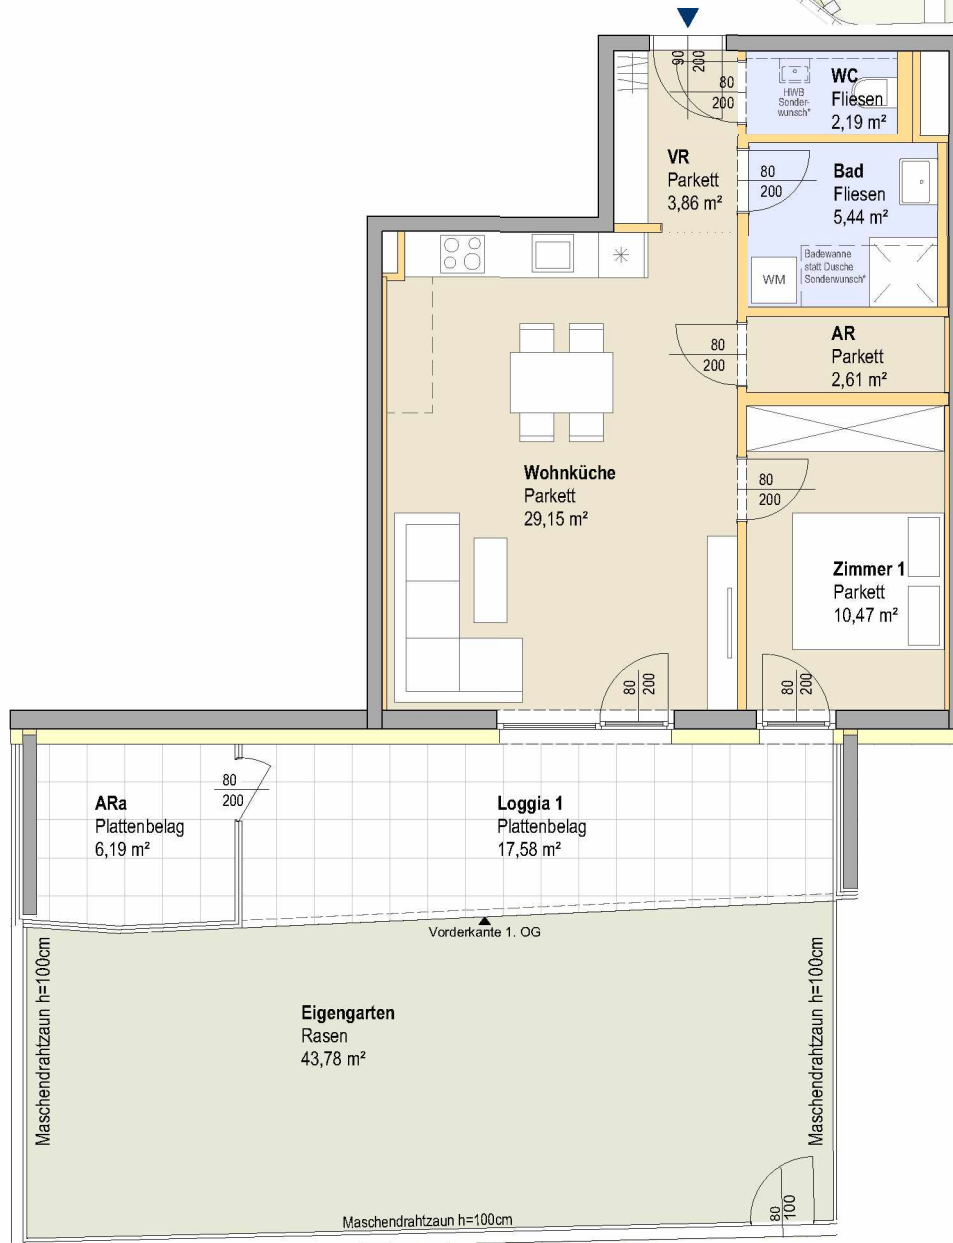 90
200
80
200
HWB
Sonder-
wunsch*
WC
Fliesen
2,19 m²
VR
Parkett
3,86 m²
80
200
Bad
Fliesen
5,44 m²
WM
Badewanne
statt Dusche
Sonderwunsch*
80
200
AR
Parkett
2,61 m²
Wohnküche
Parkett
29,15 m²
80
200
Zimmer 1
Parkett
10,47 m²
80
200
80
200
ARa
Plattenbelag
6,19 m²
80
200
Loggia 1
Plattenbelag
17,58 m²
Vorderkante 1. OG
Maschendrahtzaun h=100cm
Eigengarten
Rasen
43,78 m²
Maschendrahtzaun h=100cm
Maschendrahtzaun h=100cm
80
100